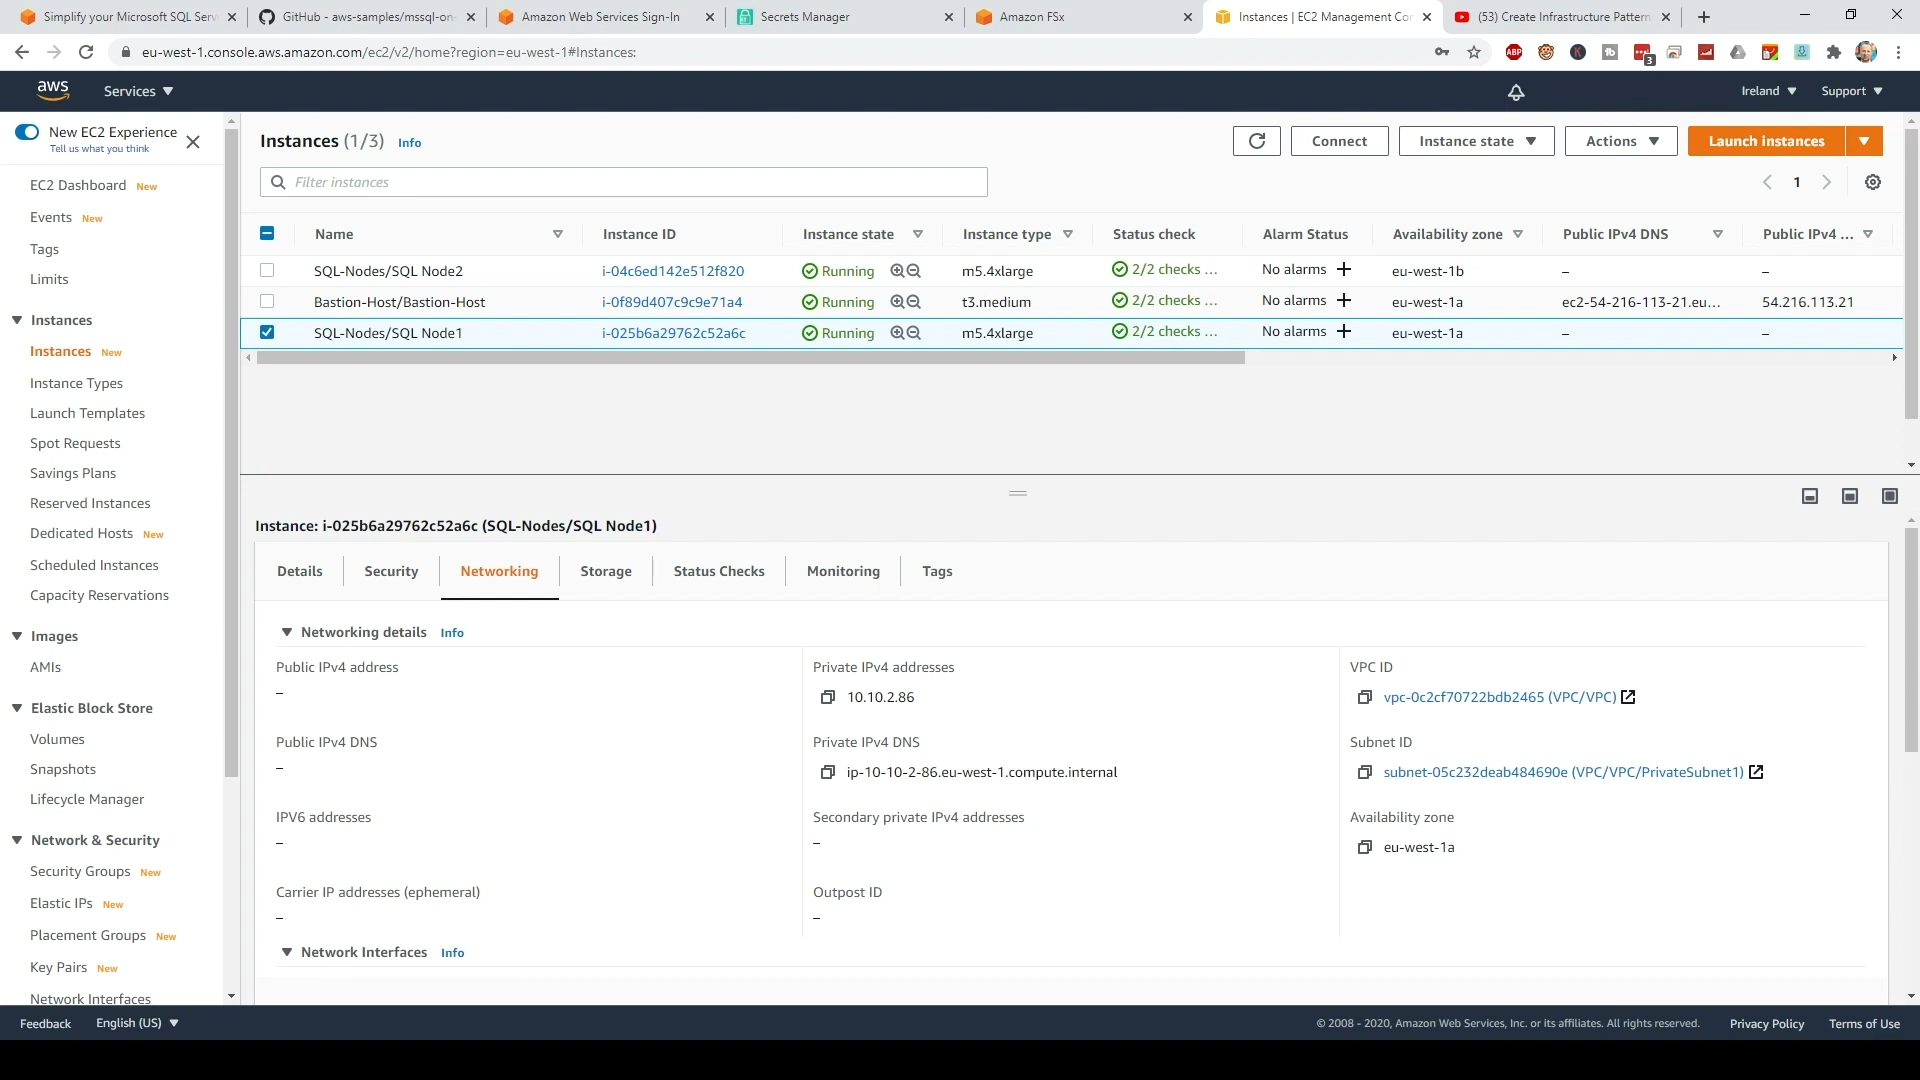 Simplify your Microsoft SQL Serv
GitHub - aws-samples/mssql-on-
Amazon Web Services Sign-In
Secrets Manager
Amazon FSx
Instances | EC2 Management Co
(53) Create Infrastructure Pattern
eu-west-1.console.aws.amazon.com/ec2/v2/home?region=eu-west-1#Instances:
ABP
K
3
aws
Services
Ireland
Support
New EC2 Experience
Tell us what you think
EC2 Dashboard New
Events New
Tags
Limits
Instances
Instances New
Instance Types
Launch Templates
Spot Requests
Savings Plans
Reserved Instances
Dedicated Hosts New
Scheduled Instances
Capacity Reservations
Images
AMIs
Elastic Block Store
Volumes
Snapshots
Lifecycle Manager
Network & Security
Security Groups New
Elastic IPs New
Placement Groups New
Key Pairs New
Network Interfaces
Instances (1/3) Info
Connect
Instance state
Actions
Launch instances
Filter instances
1
Name Instance ID Instance state Instance type Status check Alarm Status Availability zone Public IPv4 DNS Public IPv4 ...
SQL-Nodes/SQL Node2 i-04c6ed142e512f820 Running m5.4xlarge 2/2 checks ... No alarms + eu-west-1b – –
Bastion-Host/Bastion-Host i-0f89d407c9c9e71a4 Running t3.medium 2/2 checks ... No alarms + eu-west-1a ec2-54-216-113-21.eu... 54.216.113.21
SQL-Nodes/SQL Node1 i-025b6a29762c52a6c Running m5.4xlarge 2/2 checks ... No alarms + eu-west-1a – –
Instance: i-025b6a29762c52a6c (SQL-Nodes/SQL Node1)
Details Security Networking Storage Status Checks Monitoring Tags
Networking details Info
Public IPv4 address
–
Public IPv4 DNS
–
IPV6 addresses
–
Carrier IP addresses (ephemeral)
–
Private IPv4 addresses
10.10.2.86
Private IPv4 DNS
ip-10-10-2-86.eu-west-1.compute.internal
Secondary private IPv4 addresses
–
Outpost ID
–
VPC ID
vpc-0c2cf70722bdb2465 (VPC/VPC)
Subnet ID
subnet-05c232deab484690e (VPC/VPC/PrivateSubnet1)
Availability zone
eu-west-1a
Network Interfaces Info
Feedback
English (US)
© 2008 - 2020, Amazon Web Services, Inc. or its affiliates. All rights reserved.
Privacy Policy
Terms of Use